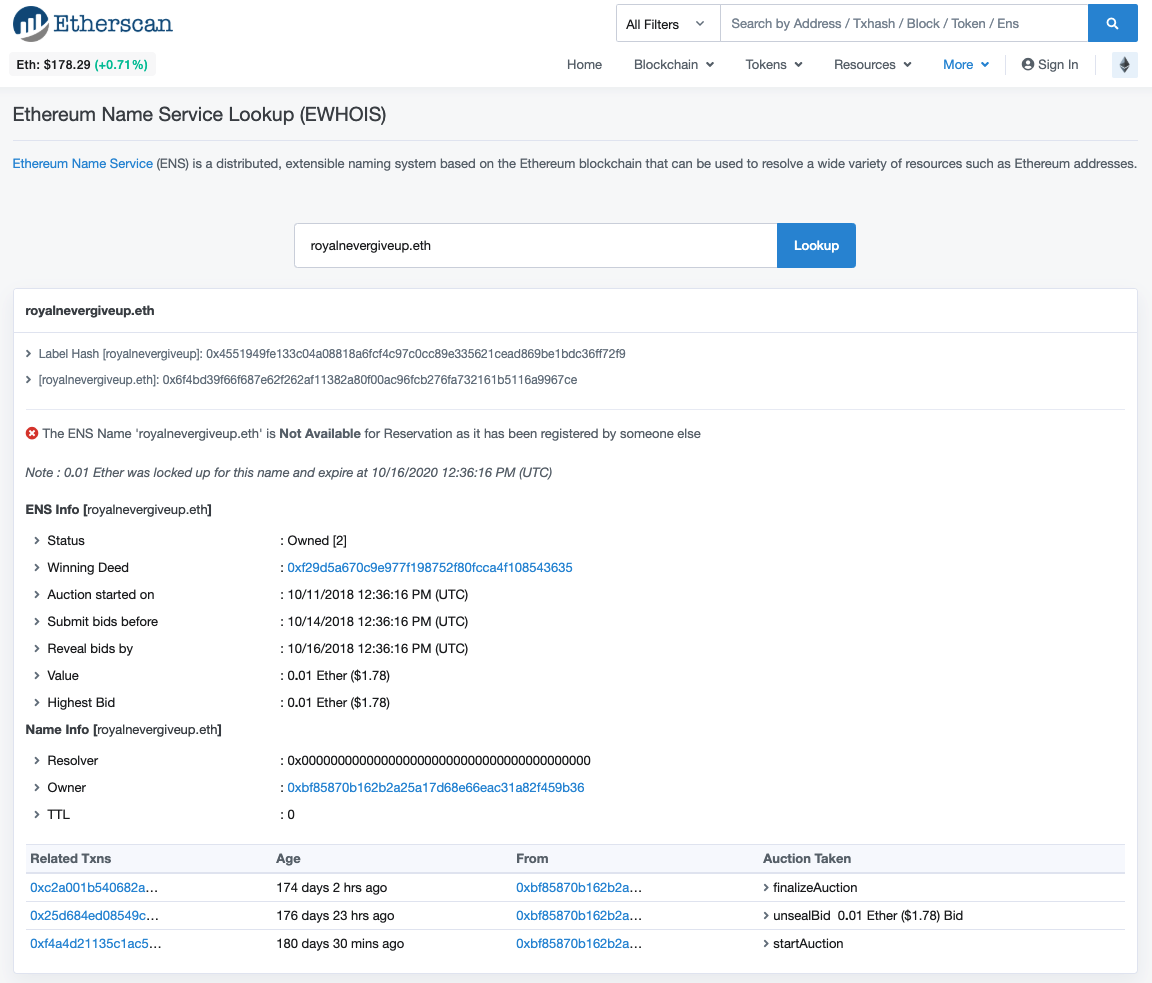 Etherscan
All Filters
Search by Address / Txhash / Block / Token / Ens
Eth: $178.29 (+0.71%)
Home Blockchain Tokens Resources More Sign In
Ethereum Name Service Lookup (EWHOIS)
Ethereum Name Service (ENS) is a distributed, extensible naming system based on the Ethereum blockchain that can be used to resolve a wide variety of resources such as Ethereum addresses.
royalnevergiveup.eth Lookup
royalnevergiveup.eth
Label Hash [royalnevergiveup]: 0x4551949fe133c04a08818a6fcf4c97c0cc89e335621cead869be1bdc36ff72f9
[royalnevergiveup.eth]: 0x6f4bd39f66f687e62f262af11382a80f00ac96fcb276fa732161b5116a9967ce
The ENS Name 'royalnevergiveup.eth' is Not Available for Reservation as it has been registered by someone else
Note : 0.01 Ether was locked up for this name and expire at 10/16/2020 12:36:16 PM (UTC)
ENS Info [royalnevergiveup.eth]
Status : Owned [2]
Winning Deed : 0xf29d5a670c9e977f198752f80fcca4f108543635
Auction started on : 10/11/2018 12:36:16 PM (UTC)
Submit bids before : 10/14/2018 12:36:16 PM (UTC)
Reveal bids by : 10/16/2018 12:36:16 PM (UTC)
Value : 0.01 Ether ($1.78)
Highest Bid : 0.01 Ether ($1.78)
Name Info [royalnevergiveup.eth]
Resolver : 0x0000000000000000000000000000000000000000
Owner : 0xbf85870b162b2a25a17d68e66eac31a82f459b36
TTL : 0
Related Txns Age From Auction Taken
0xc2a001b540682a... 174 days 2 hrs ago 0xbf85870b162b2a... finalizeAuction
0x25d684ed08549c... 176 days 23 hrs ago 0xbf85870b162b2a... unsealBid 0.01 Ether ($1.78) Bid
0xf4a4d21135c1ac5... 180 days 30 mins ago 0xbf85870b162b2a... startAuction